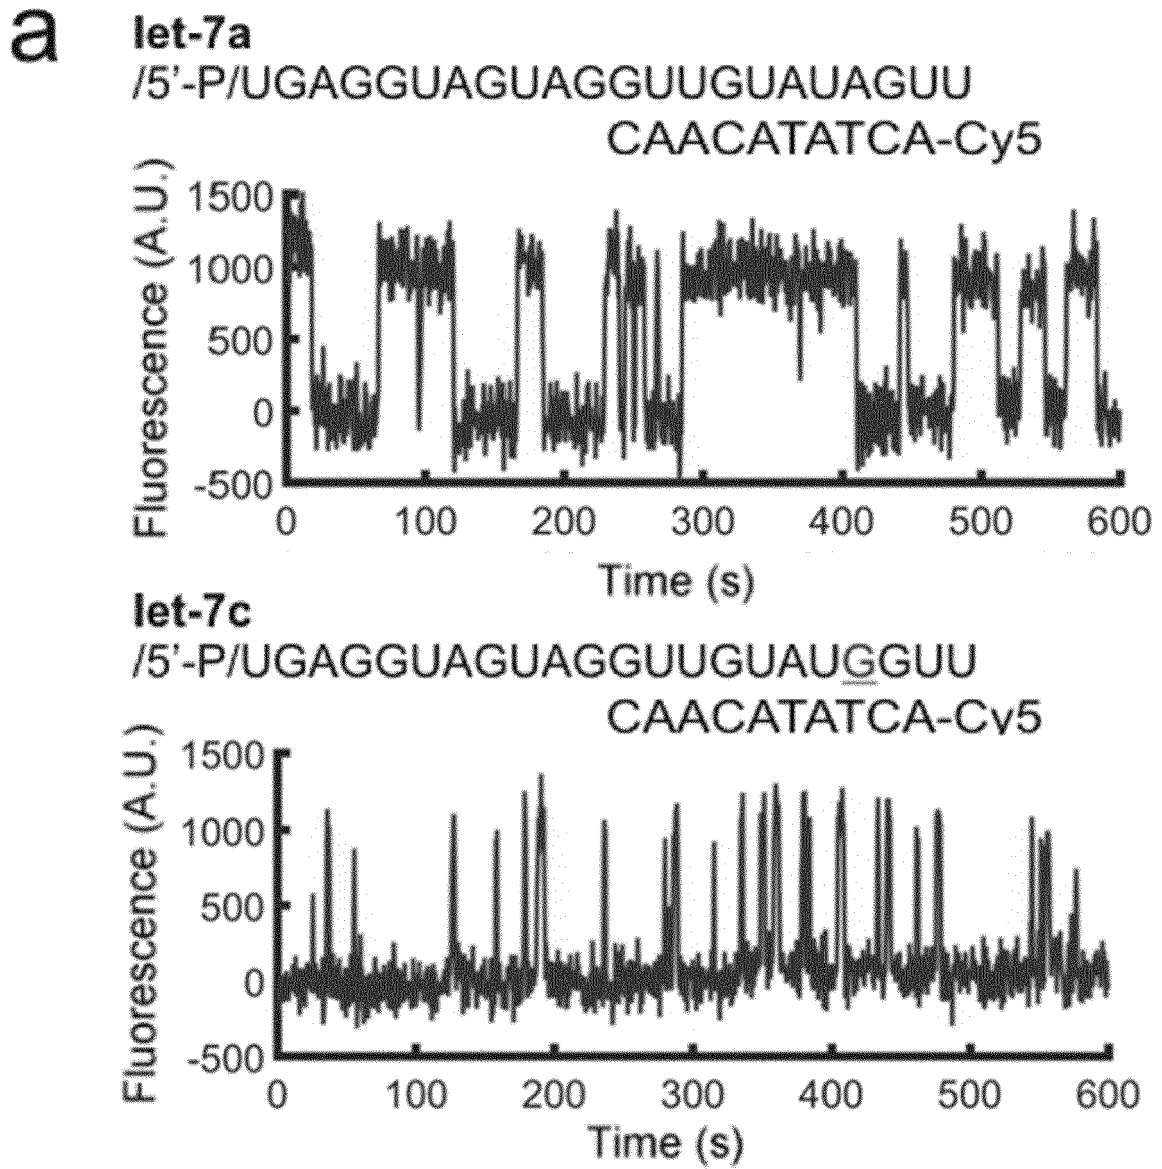 a
let-7a
/5'-P/UGAGGUAGUAGGUUGUAUAGUU
CAACATATCA-Cy5
Fluorescence (A.U.)
1500
1000
500
0
-500
0 100 200 300 400 500 600
Time (s)
let-7c
/5'-P/UGAGGUAGUAGGUUGUAUGGUU
CAACATATCA-Cy5
Fluorescence (A.U.)
1500
1000
500
0
-500
0 100 200 300 400 500 600
Time (s)